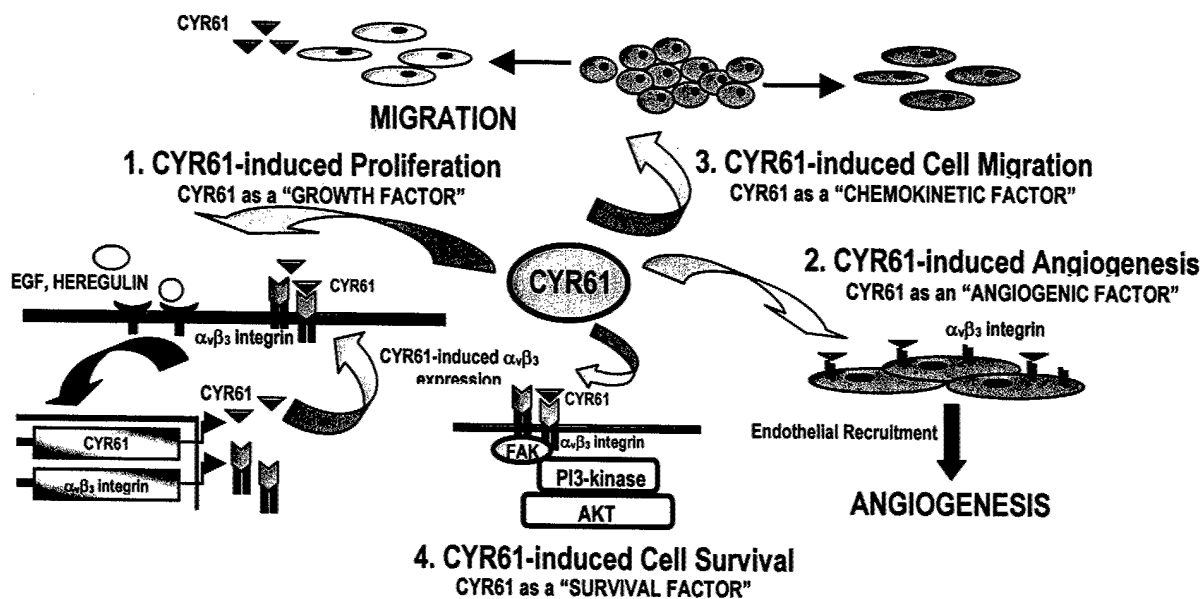 CYR61
MIGRATION
1. CYR61-induced Proliferation
CYR61 as a “GROWTH FACTOR”
3. CYR61-induced Cell Migration
CYR61 as a “CHEMOKINETIC FACTOR”
CYR61
2. CYR61-induced Angiogenesis
CYR61 as an “ANGIOGENIC FACTOR”
EGF, HEREGULIN
CYR61
αvβ3 integrin
αvβ3 integrin
CYR61-induced αvβ3
expression
CYR61
CYR61
CYR61
αvβ3 integrin
αvβ3 integrin
FAK
PI3-kinase
AKT
Endothelial Recruitment
ANGIOGENESIS
4. CYR61-induced Cell Survival
CYR61 as a “SURVIVAL FACTOR”